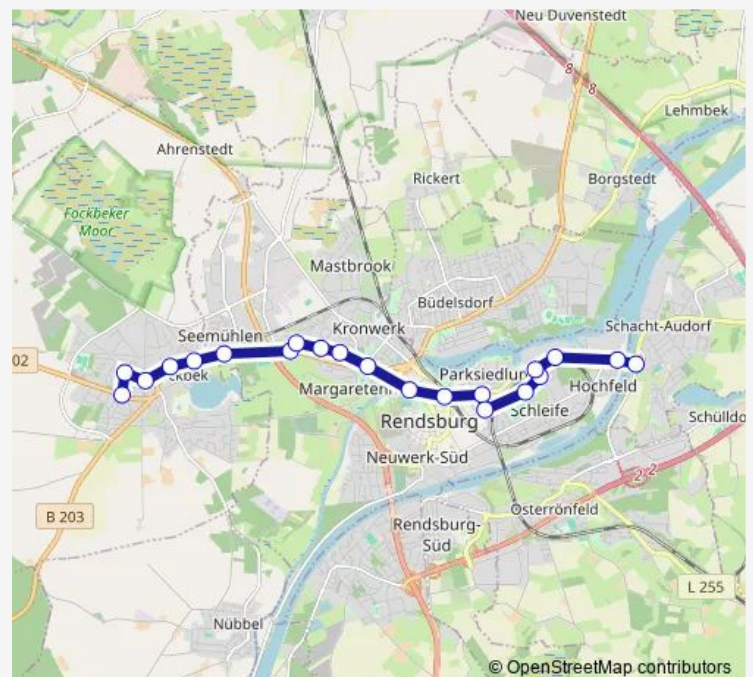 Neu Duvenstedt
8
8
Lehmbek
Ahrenstedt
Rickert
Borgstedt
Fockbeker
Moor
Mastbrook
Büdelsdorf
Seemühlen
Kronwerk
Schacht-Audorf
02
Parksiedlun
ckbek
Margareten
Hochfeld
Rendsburg
Schleife
Schülldo
Neuwerk-Süd
2 2
B 203
Rendsburg-
Süd
Osterrönfeld
L 255
Nübbel
© OpenStreetMap contributors